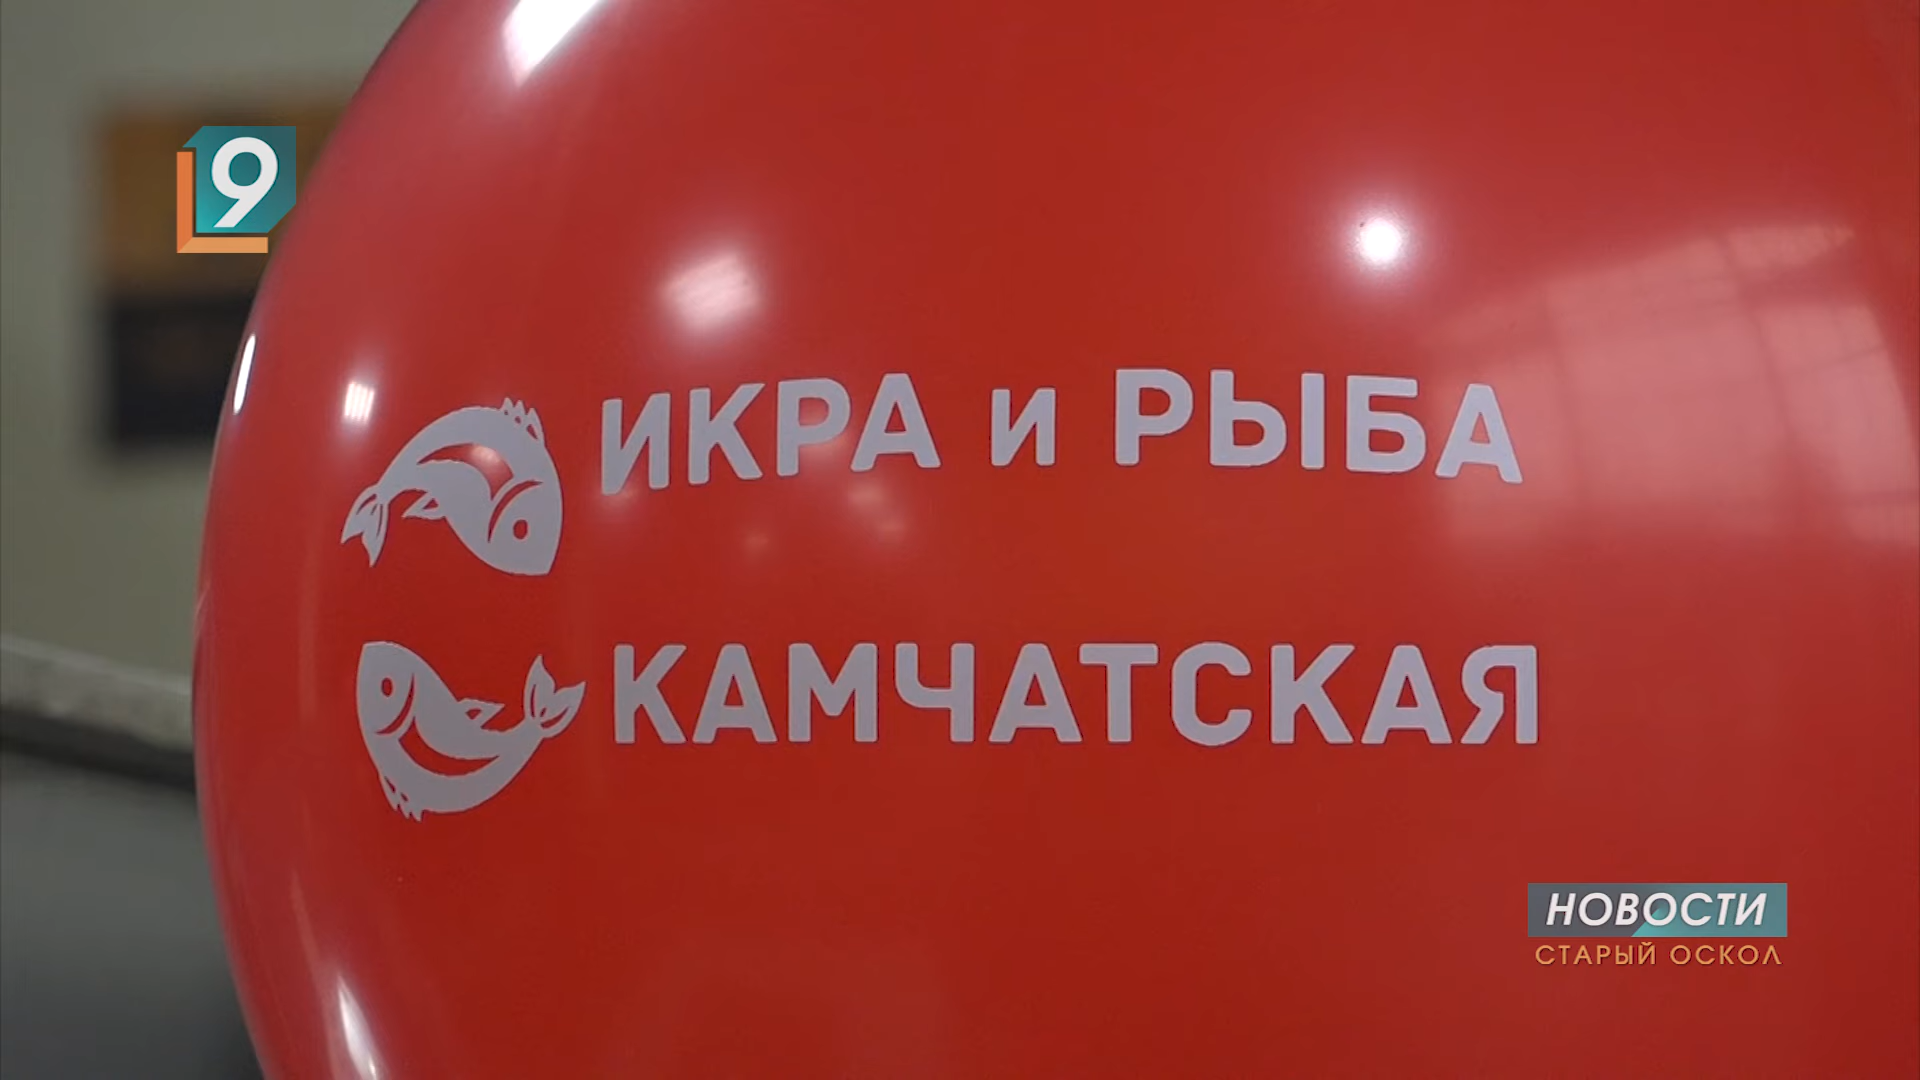 9
ИКРА и РЫБА
КАМЧАТСКАЯ
НОВОСТИ
СТАРЫЙ ОСКОЛ